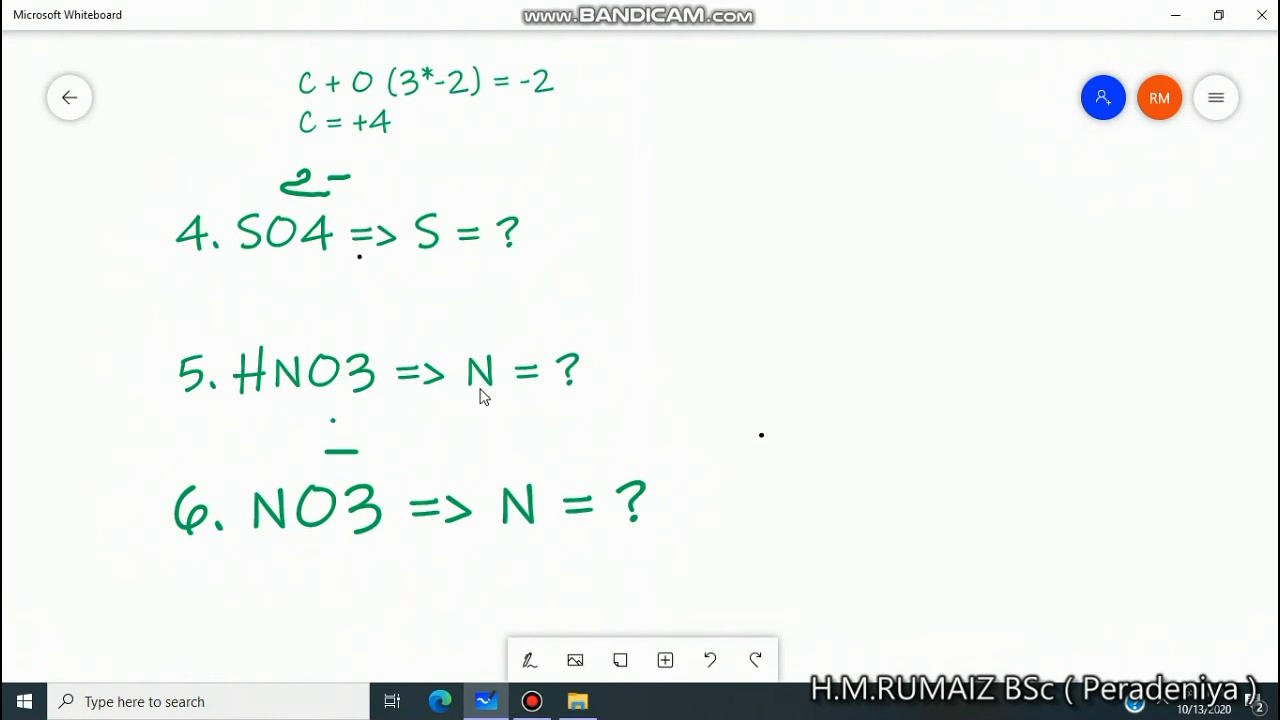 Microsoft Whiteboard
www.BANDICAM.com
C + O (3*-2) = -2
C = +4
2-
4. SO4 => S = ?
5. HNO3 => N = ?
–
6. NO3 => N = ?
RM
H.M.RUMAIZ BSc ( Peradeniya )
Type here to search
10/13/2020
2